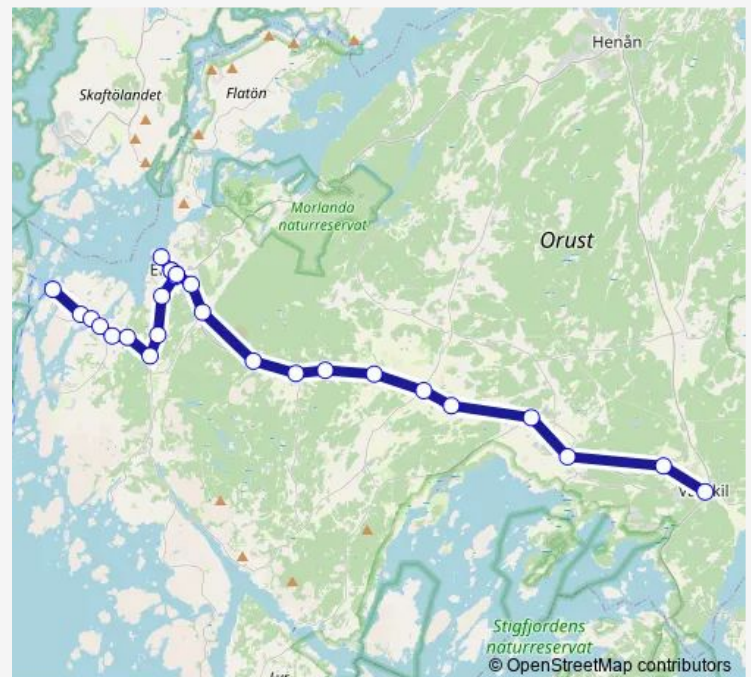 Henån
Skaftölandet
Flatön
Morlanda
naturreservat
Orust
Stigfjordens
naturreservat
© OpenStreetMap contributors